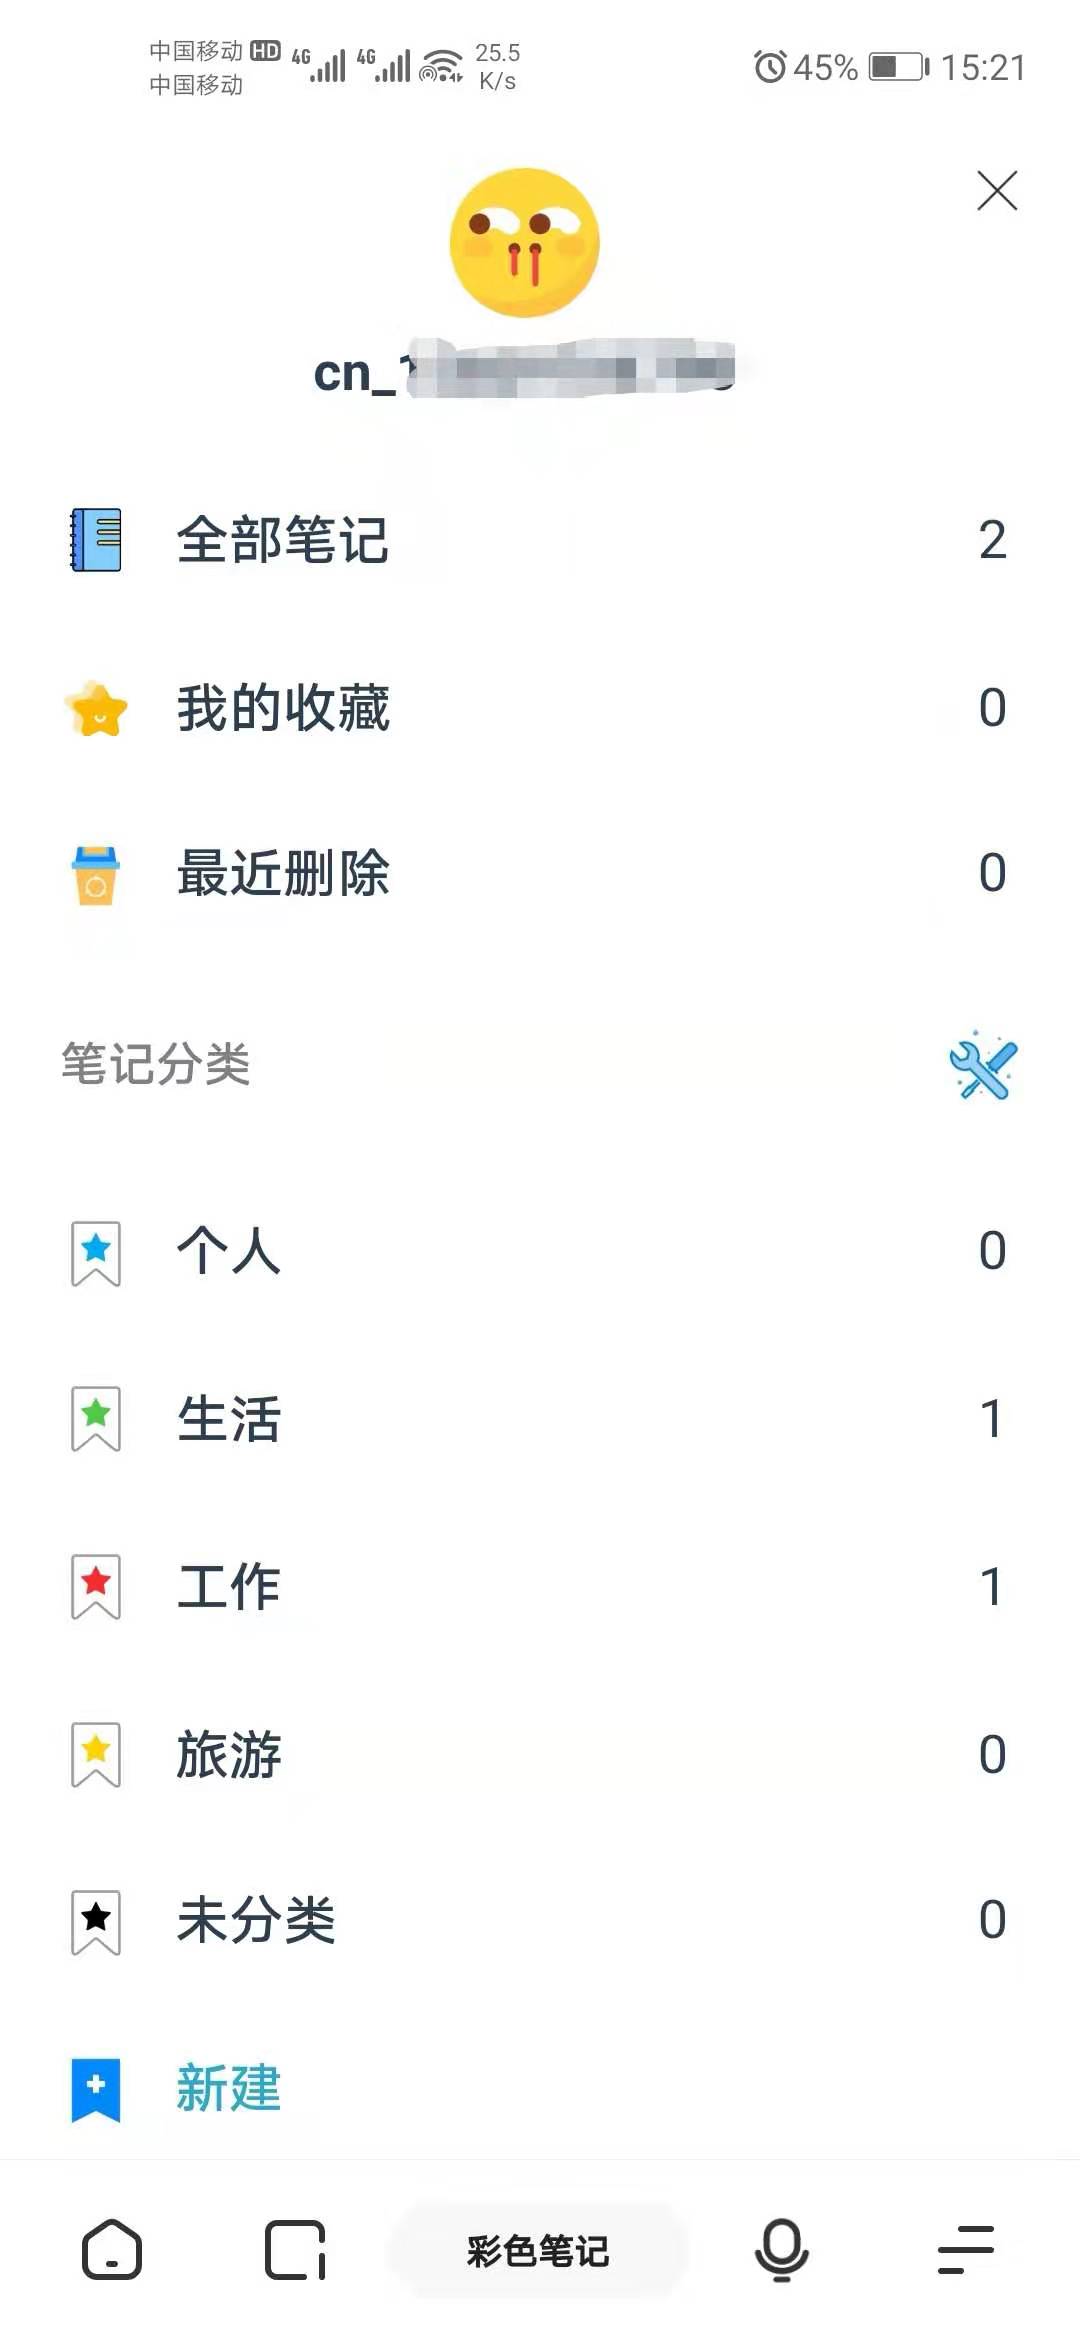 中国移动 HD 4G 4G 25.5 K/s 45% 15:21
中国移动
cn_
全部笔记 2
我的收藏 0
最近删除 0
笔记分类
个人 0
生活 1
工作 1
旅游 0
未分类 0
新建
彩色笔记